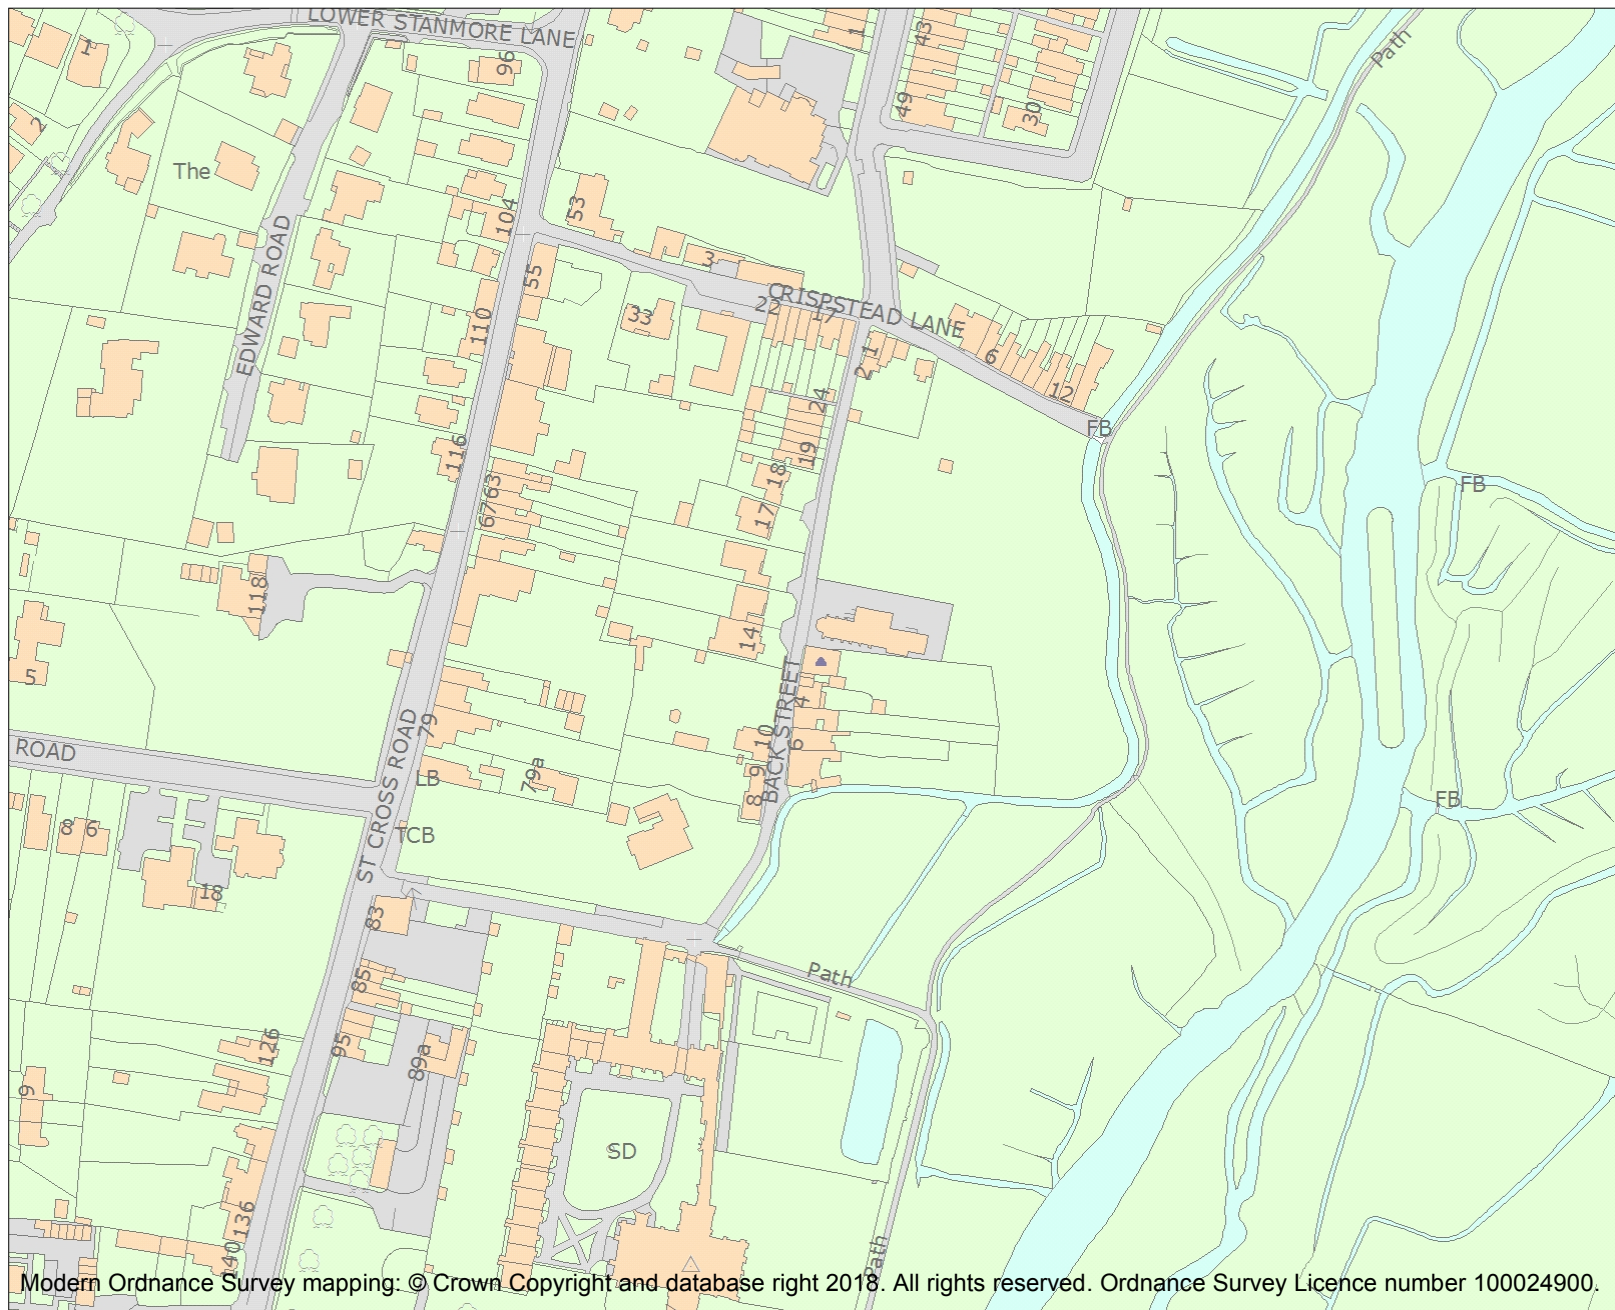 LOWER STANMORE LANE
Path
1
1
43
96
49
30
2
The
53
104
EDWARD ROAD
3
55
CRISPSTEAD LANE
22
17
33
110
1
2
6
12
24
FB
116
19
18
FB
6763
17
118
14
5
BACK STREET
4
79
10
6
ROAD
ST CROSS ROAD
LB
79a
9
8
FB
8
6
TCB
18
83
Path
85
126
95
89a
9
SD
136
140
Path
Modern Ordnance Survey mapping: © Crown Copyright and database right 2018. All rights reserved. Ordnance Survey Licence number 100024900.